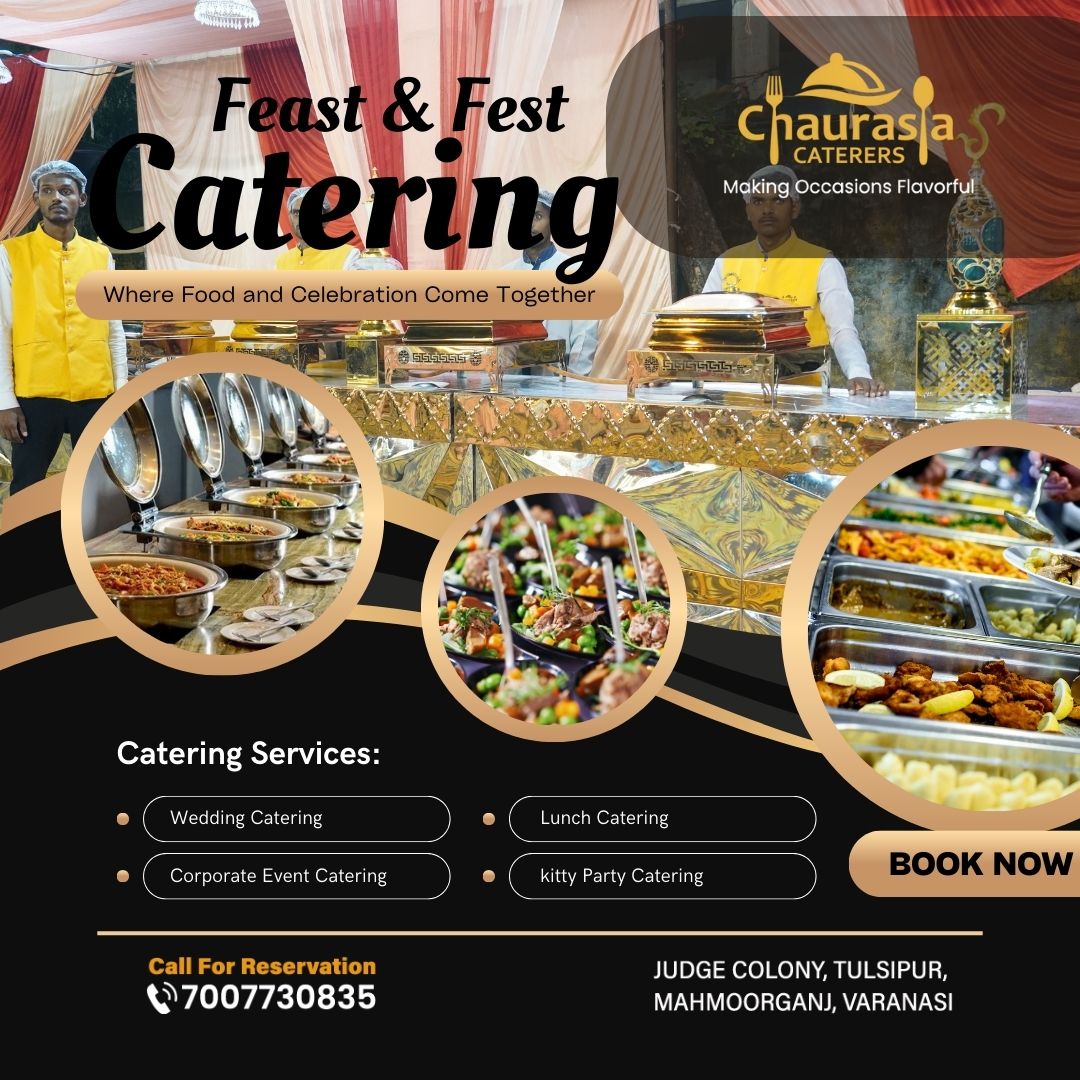 Feast & Fest
Catering
Where Food and Celebration Come Together
Chaurasia
CATERERS
Making Occasions Flavorful
Catering Services:
Wedding Catering
Lunch Catering
Corporate Event Catering
kitty Party Catering
BOOK NOW
Call For Reservation
7007730835
JUDGE COLONY, TULSIPUR,
MAHMOORGANJ, VARANASI